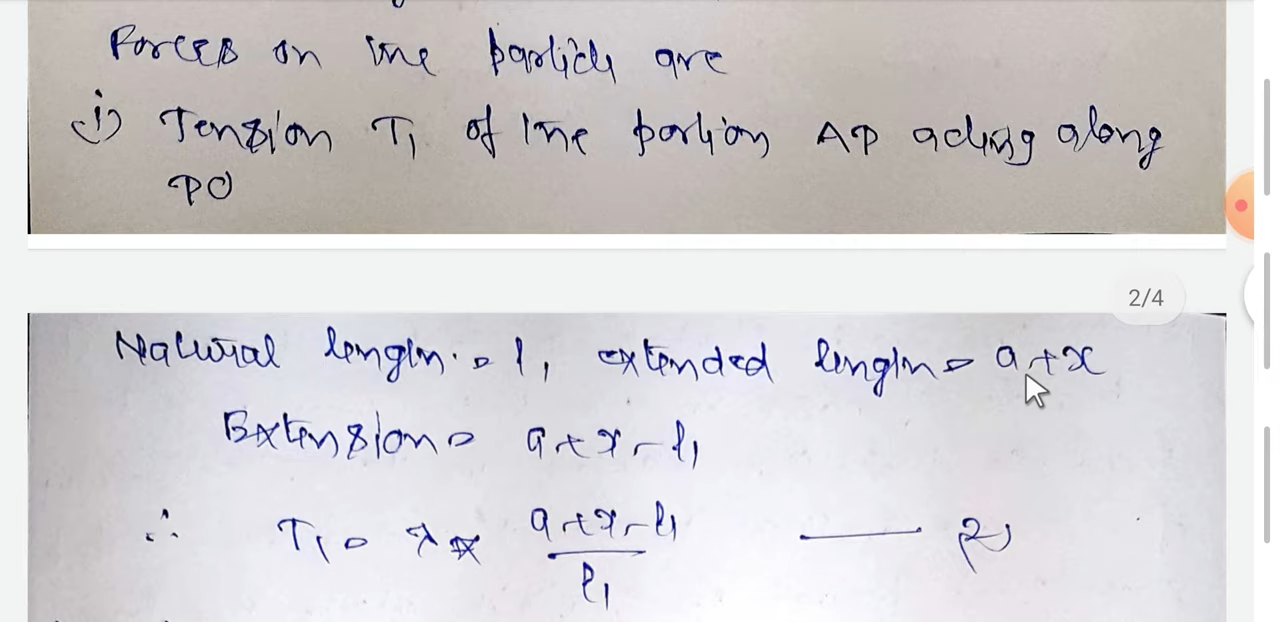 Forces on the particle are
(i) Tension T₁ of the portion AP acting along
PO
2/4
Natural length = l₁ extended length = a+x
Extension = a+x-l₁
∴ T₁ = λ * (a+x-l₁)/l₁ —— (2)